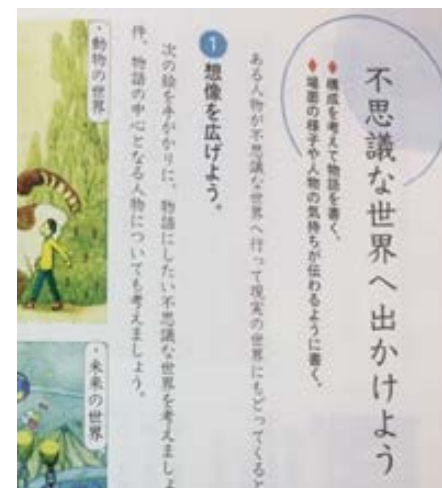 不思議な世界へ出かけよう
◆構成を考えて物語を書く。
◆場面の様子や人物の気持ちが伝わるように書く。
ある人物が不思議な世界へ行って現実の世界にもどってくると
1 想像を広げよう。
次の絵を手がかりに、物語にしたい不思議な世界を考えましょ
件、物語の中心となる人物についても考えましょう。
・動物の世界
・未来の世界